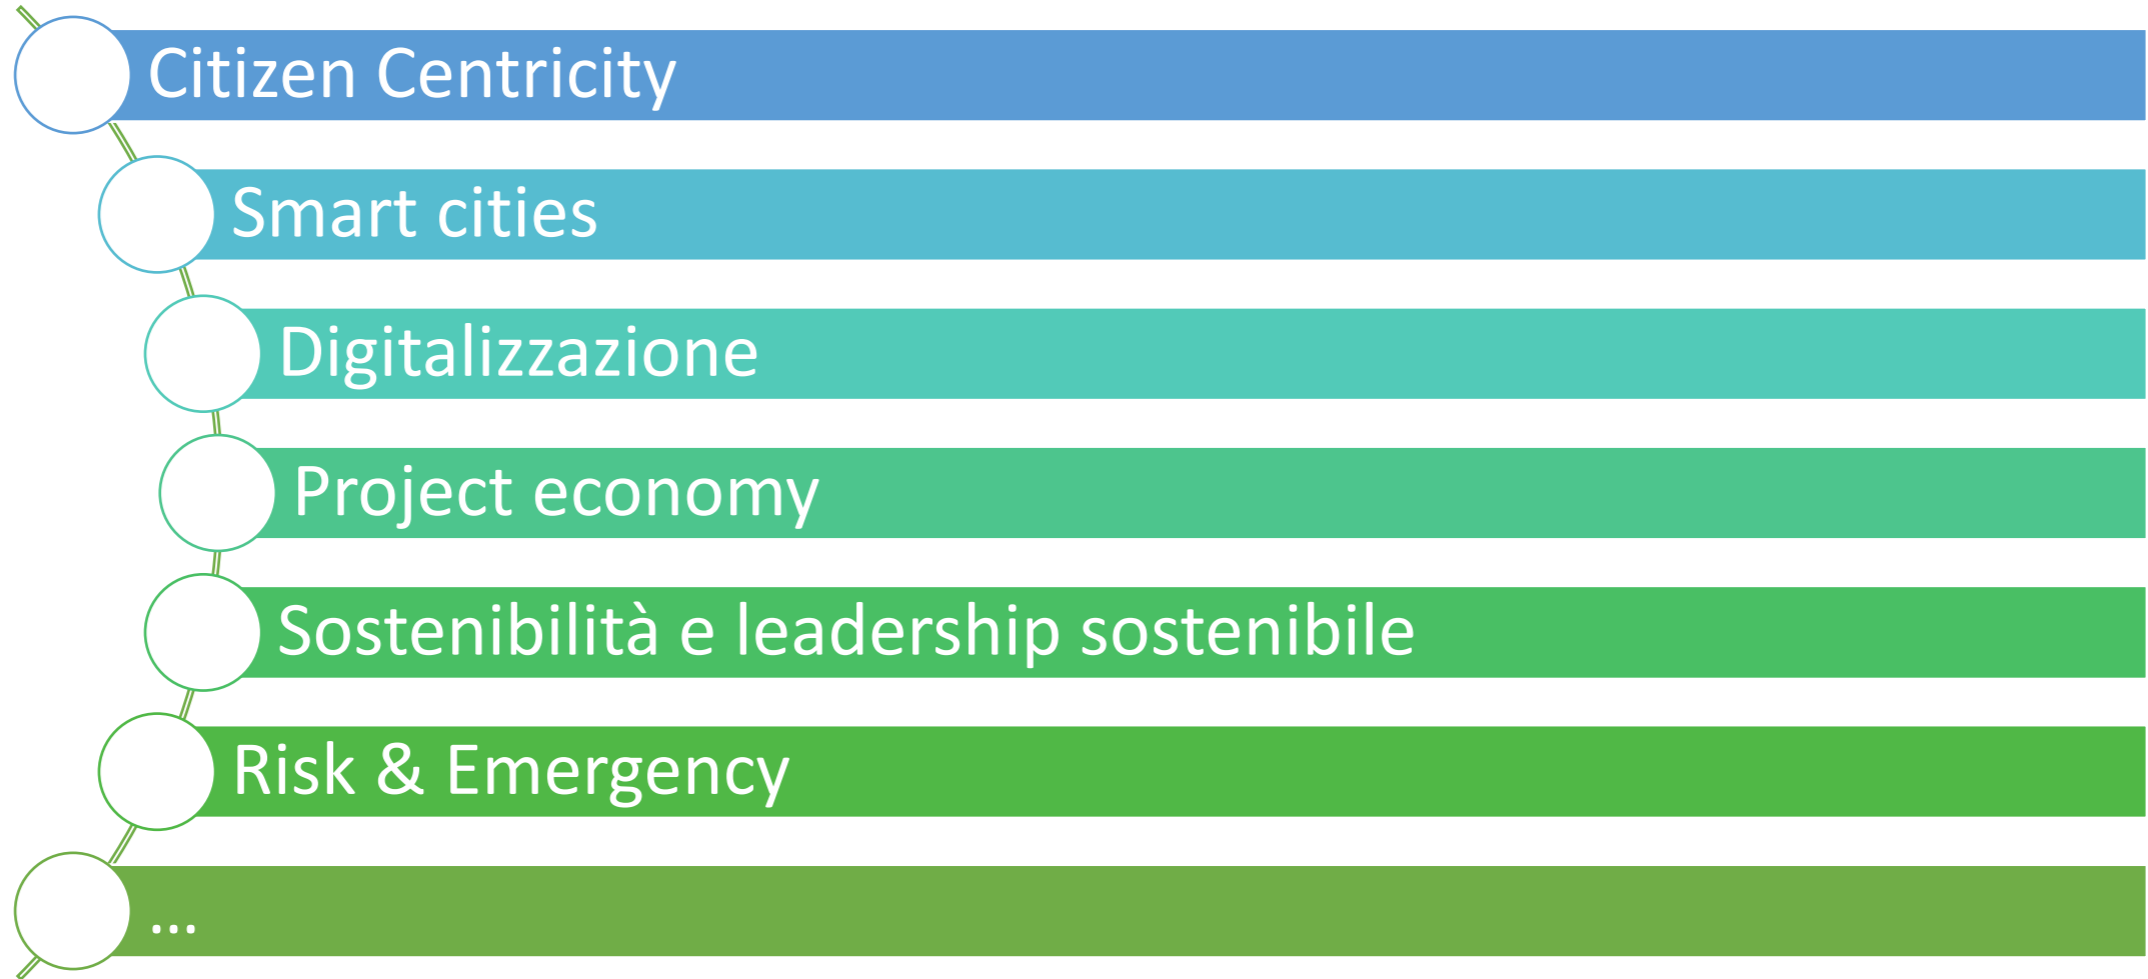 Citizen Centricity
Smart cities
Digitalizzazione
Project economy
Sostenibilità e leadership sostenibile
Risk & Emergency
...